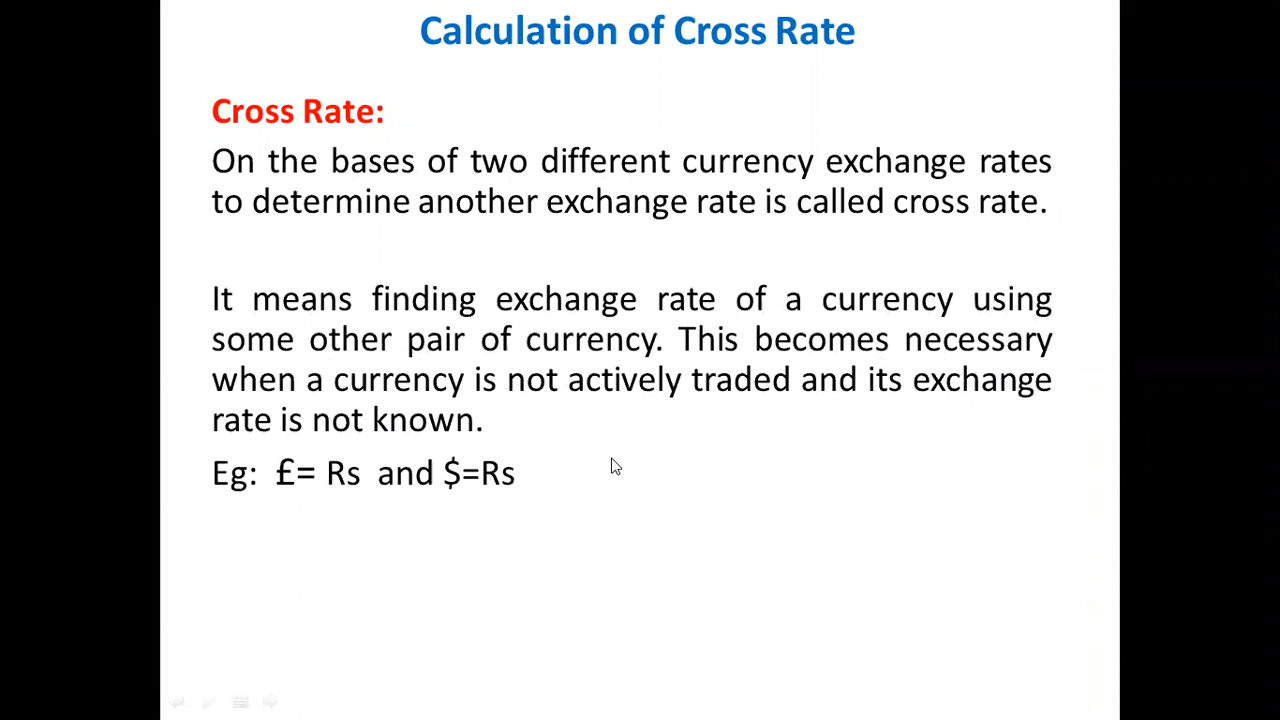 Calculation of Cross Rate
Cross Rate:
On the bases of two different currency exchange rates
to determine another exchange rate is called cross rate.
It means finding exchange rate of a currency using
some other pair of currency. This becomes necessary
when a currency is not actively traded and its exchange
rate is not known.
Eg: £= Rs and $=Rs